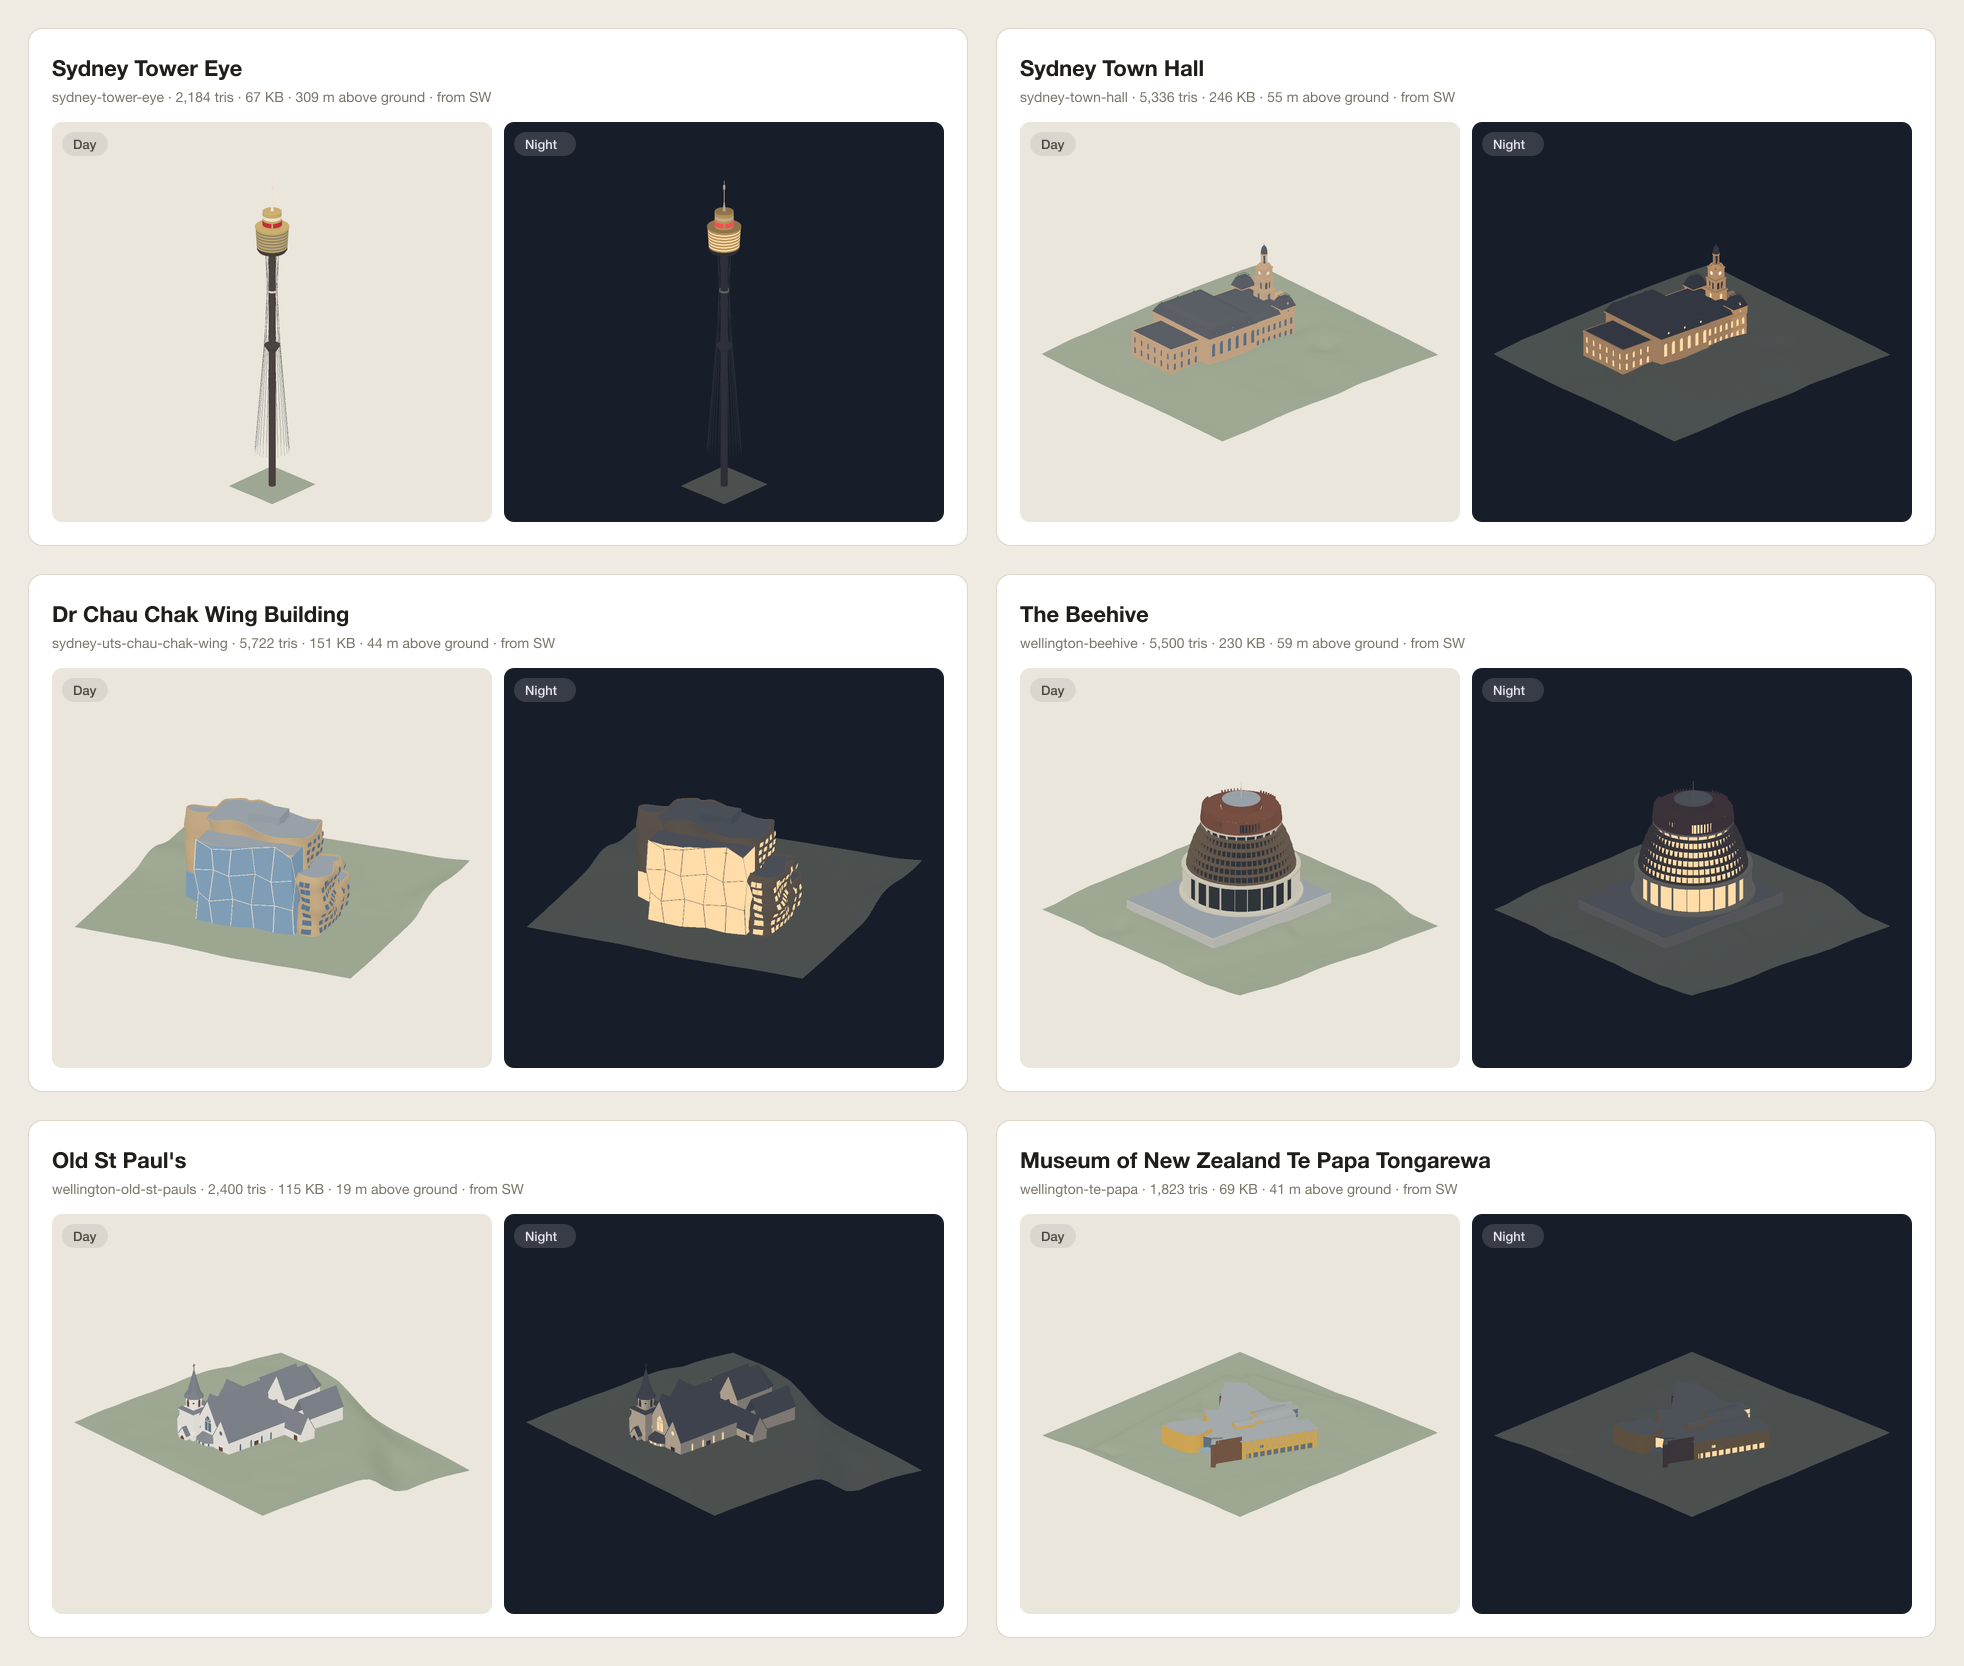 Sydney Tower Eye
sydney-tower-eye · 2,184 tris · 67 KB · 309 m above ground · from SW
Day
Night
Sydney Town Hall
sydney-town-hall · 5,336 tris · 246 KB · 55 m above ground · from SW
Day
Night
Dr Chau Chak Wing Building
sydney-uts-chau-chak-wing · 5,722 tris · 151 KB · 44 m above ground · from SW
Day
Night
The Beehive
wellington-beehive · 5,500 tris · 230 KB · 59 m above ground · from SW
Day
Night
Old St Paul's
wellington-old-st-pauls · 2,400 tris · 115 KB · 19 m above ground · from SW
Day
Night
Museum of New Zealand Te Papa Tongarewa
wellington-te-papa · 1,823 tris · 69 KB · 41 m above ground · from SW
Day
Night